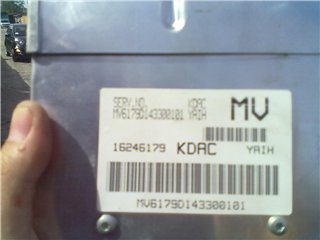 SERV.NO. KDAC MV
MV6179D143300101 YAIH
16246179 KDAC YAIH
MV6179D143300101